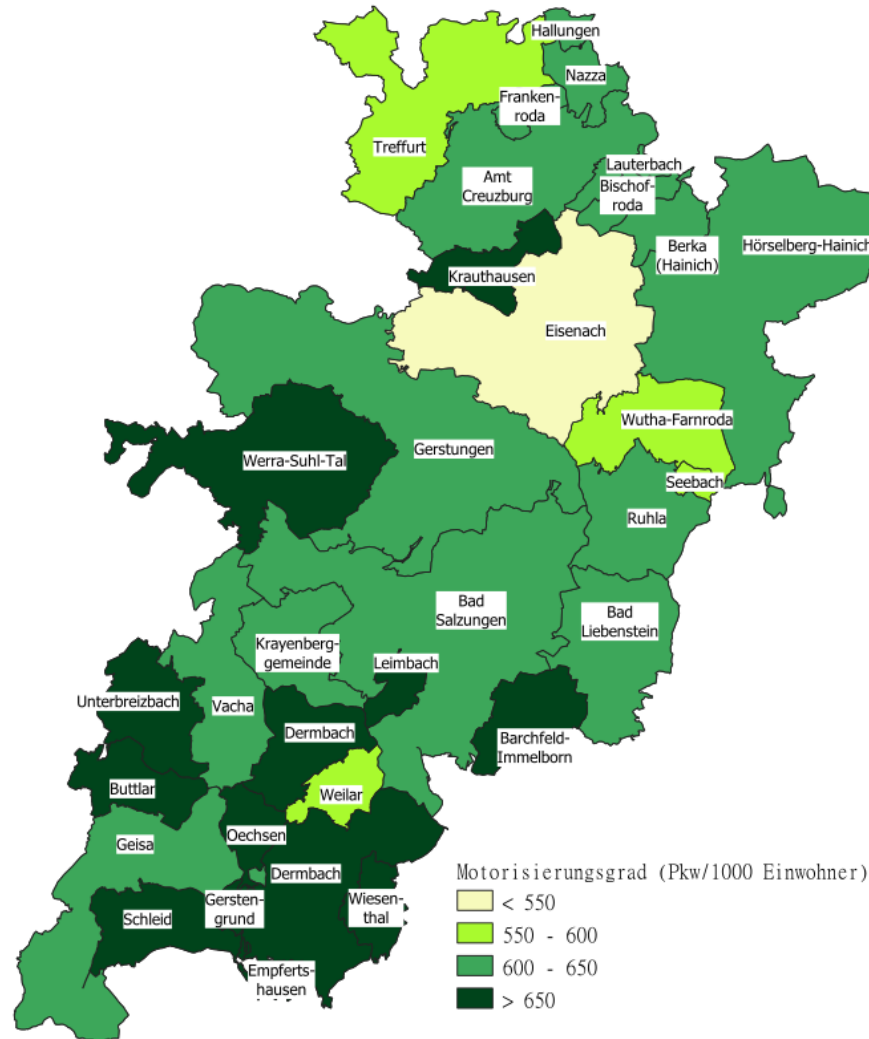 Hallungen
Nazza
Franken-
roda
Treffurt
Lauterbach
Amt
Creuzburg
Bischof-
roda
Berka
(Hainich)
Hörselberg-Hainich
Krauthausen
Eisenach
Wutha-Farnroda
Gerstungen
Werra-Suhl-Tal
Seebach
Ruhla
Bad
Salzungen
Bad
Liebenstein
Krayenberg-
gemeinde
Leimbach
Unterbreizbach
Vacha
Dermbach
Barchfeld-
Immelborn
Buttlar
Weilar
Oechsen
Geisa
Dermbach
Schleid
Gersten-
grund
Wiesen-
thal
Empferts-
hausen
Motorisierungsgrad (Pkw/1000 Einwohner)
< 550
550 - 600
600 - 650
> 650